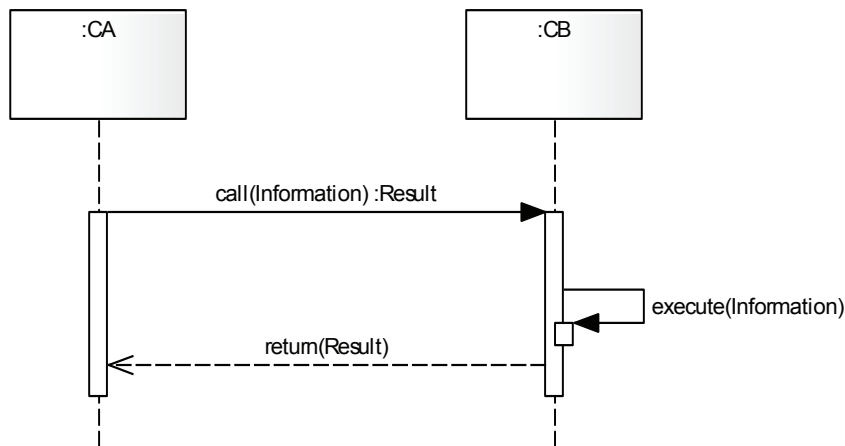 :CA
:CB
call(Information) :Result
execute(Information)
return(Result)